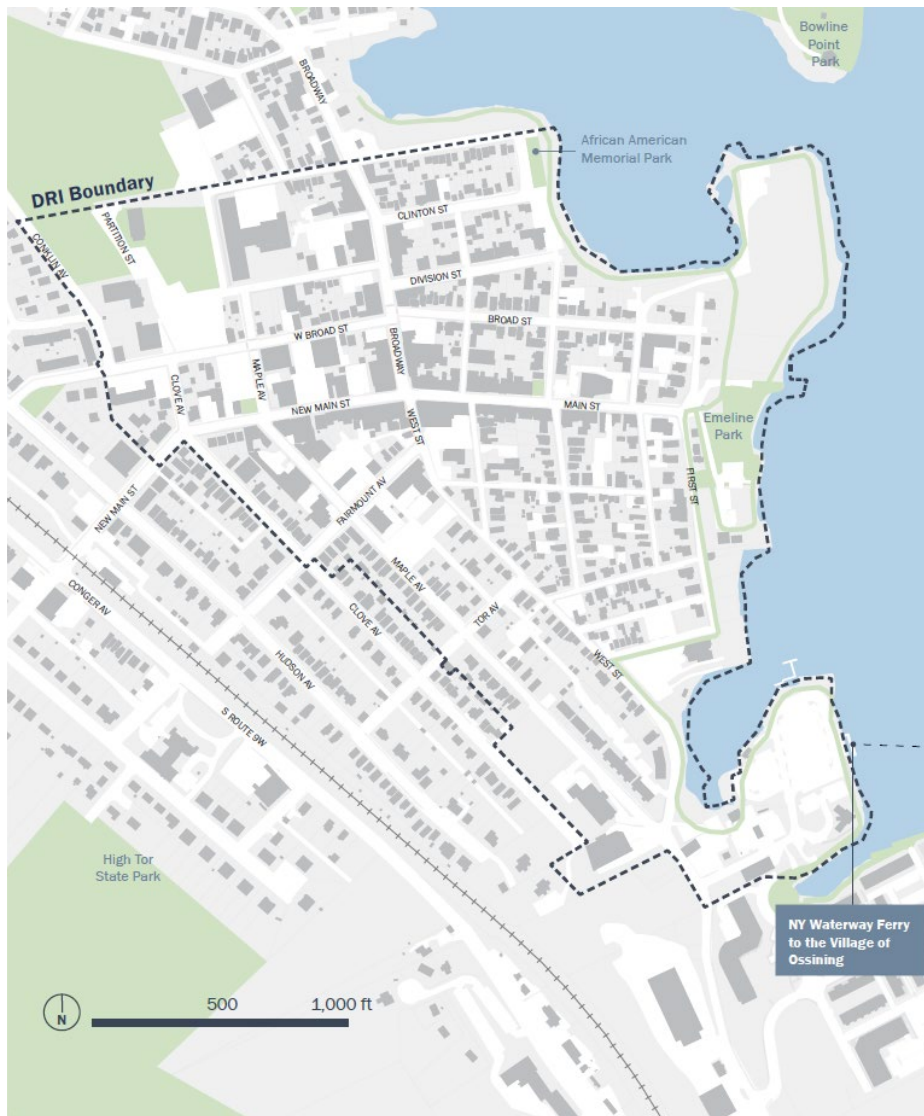 Bowline
Point
Park
BROADWAY
African American
Memorial Park
DRI Boundary
PARTITION ST
CONKLIN AV
CLINTON ST
DIVISION ST
BROAD ST
W BROAD ST
BROADWAY
MAPLE AV
CLOVE AV
NEW MAIN ST
MAIN ST
WEST ST
Emeline
Park
FIRST ST
FAIRMOUNT AV
NEW MAIN ST
MAPLE AV
CONGER AV
CLOVE AV
TOR AV
HUDSON AV
WEST ST
S ROUTE 9W
High Tor
State Park
NY Waterway Ferry
to the Village of
Ossining
500
1,000 ft
N